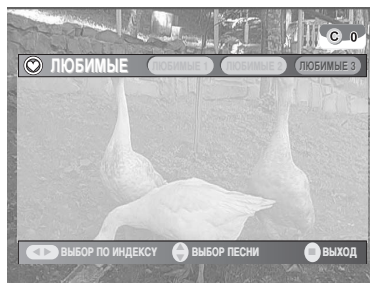 C 0
ЛЮБИМЫЕ ЛЮБИМЫЕ 1 ЛЮБИМЫЕ 2 ЛЮБИМЫЕ 3
ВЫБОР ПО ИНДЕКСУ ВЫБОР ПЕСНИ ВЫХОД